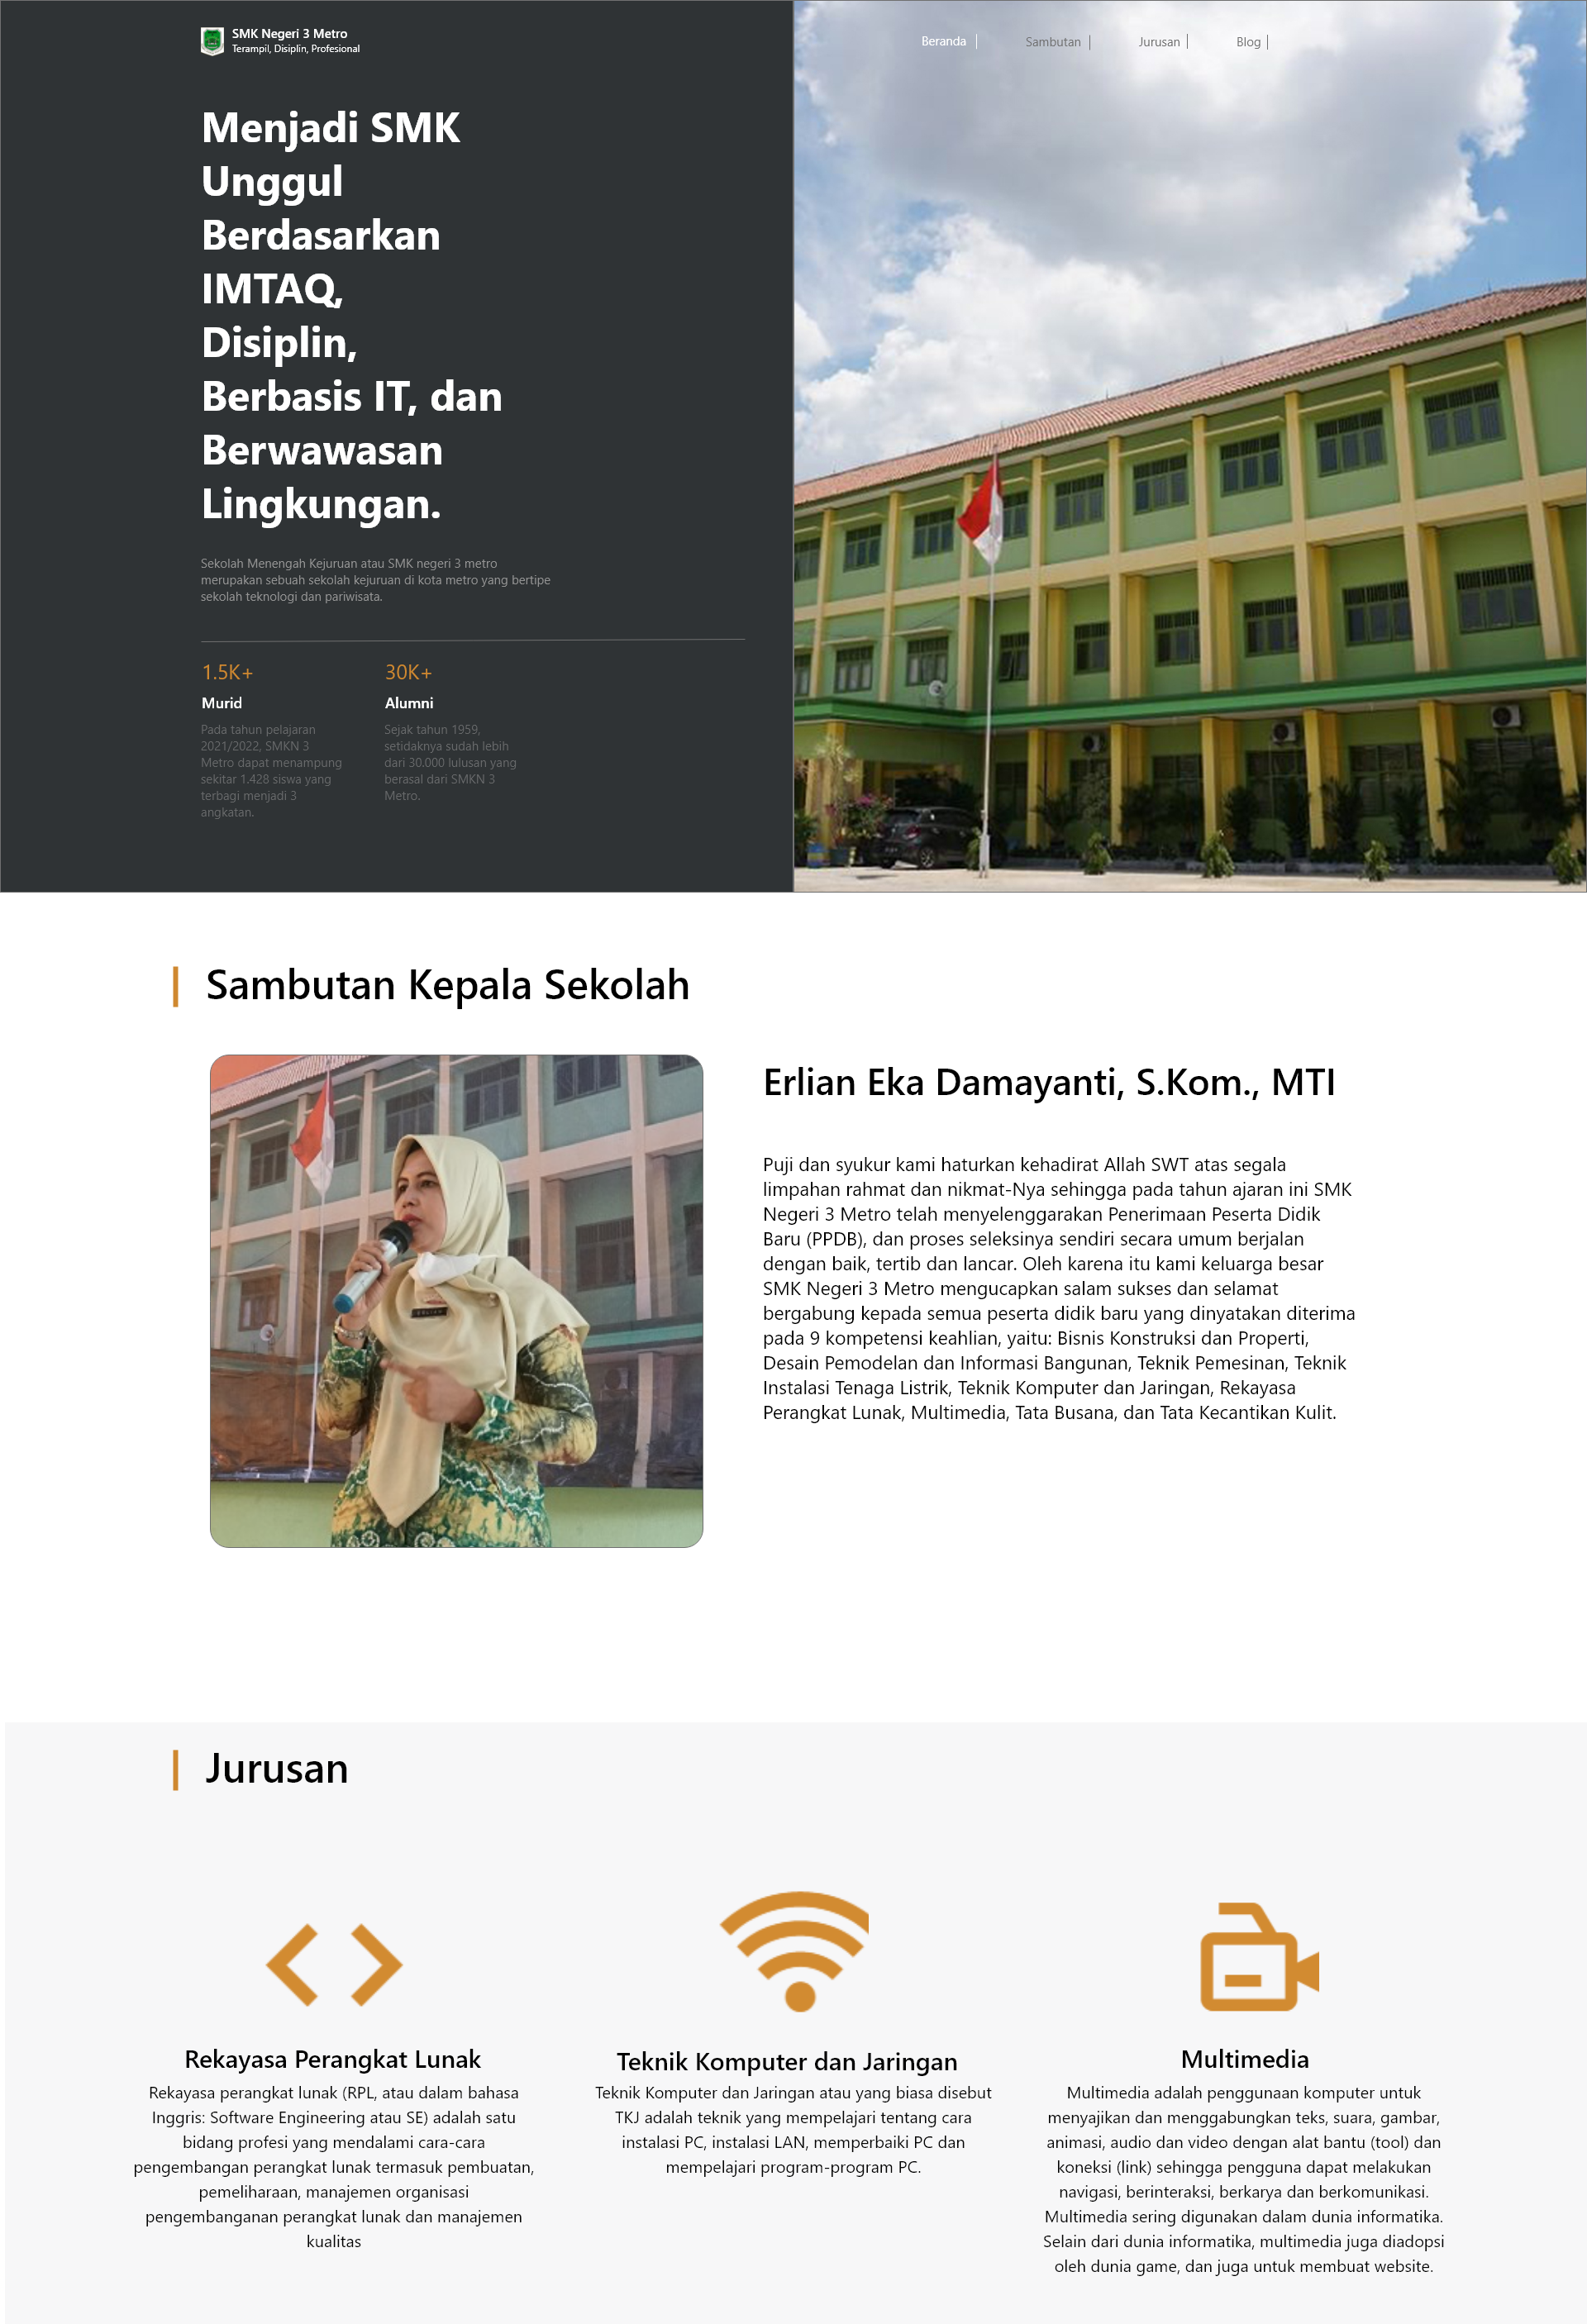 SMK Negeri 3 Metro
Terampil, Disiplin, Profesional
Beranda
Sambutan
Jurusan
Blog
Menjadi SMK
Unggul
Berdasarkan
IMTAQ,
Disiplin,
Berbasis IT, dan
Berwawasan
Lingkungan.
Sekolah Menengah Kejuruan atau SMK negeri 3 metro
merupakan sebuah sekolah kejuruan di kota metro yang bertipe
sekolah teknologi dan pariwisata.
1.5K+
Murid
Pada tahun pelajaran
2021/2022, SMKN 3
Metro dapat menampung
sekitar 1.428 siswa yang
terbagi menjadi 3
angkatan.
30K+
Alumni
Sejak tahun 1959,
setidaknya sudah lebih
dari 30.000 lulusan yang
berasal dari SMKN 3
Metro.
Sambutan Kepala Sekolah
Erlian Eka Damayanti, S.Kom., MTI
Puji dan syukur kami haturkan kehadirat Allah SWT atas segala
limpahan rahmat dan nikmat-Nya sehingga pada tahun ajaran ini SMK
Negeri 3 Metro telah menyelenggarakan Penerimaan Peserta Didik
Baru (PPDB), dan proses seleksinya sendiri secara umum berjalan
dengan baik, tertib dan lancar. Oleh karena itu kami keluarga besar
SMK Negeri 3 Metro mengucapkan salam sukses dan selamat
bergabung kepada semua peserta didik baru yang dinyatakan diterima
pada 9 kompetensi keahlian, yaitu: Bisnis Konstruksi dan Properti,
Desain Pemodelan dan Informasi Bangunan, Teknik Pemesinan, Teknik
Instalasi Tenaga Listrik, Teknik Komputer dan Jaringan, Rekayasa
Perangkat Lunak, Multimedia, Tata Busana, dan Tata Kecantikan Kulit.
Jurusan
Rekayasa Perangkat Lunak
Rekayasa perangkat lunak (RPL, atau dalam bahasa
Inggris: Software Engineering atau SE) adalah satu
bidang profesi yang mendalami cara-cara
pengembangan perangkat lunak termasuk pembuatan,
pemeliharaan, manajemen organisasi
pengembanganan perangkat lunak dan manajemen
kualitas
Teknik Komputer dan Jaringan
Teknik Komputer dan Jaringan atau yang biasa disebut
TKJ adalah teknik yang mempelajari tentang cara
instalasi PC, instalasi LAN, memperbaiki PC dan
mempelajari program-program PC.
Multimedia
Multimedia adalah penggunaan komputer untuk
menyajikan dan menggabungkan teks, suara, gambar,
animasi, audio dan video dengan alat bantu (tool) dan
koneksi (link) sehingga pengguna dapat melakukan
navigasi, berinteraksi, berkarya dan berkomunikasi.
Multimedia sering digunakan dalam dunia informatika.
Selain dari dunia informatika, multimedia juga diadopsi
oleh dunia game, dan juga untuk membuat website.